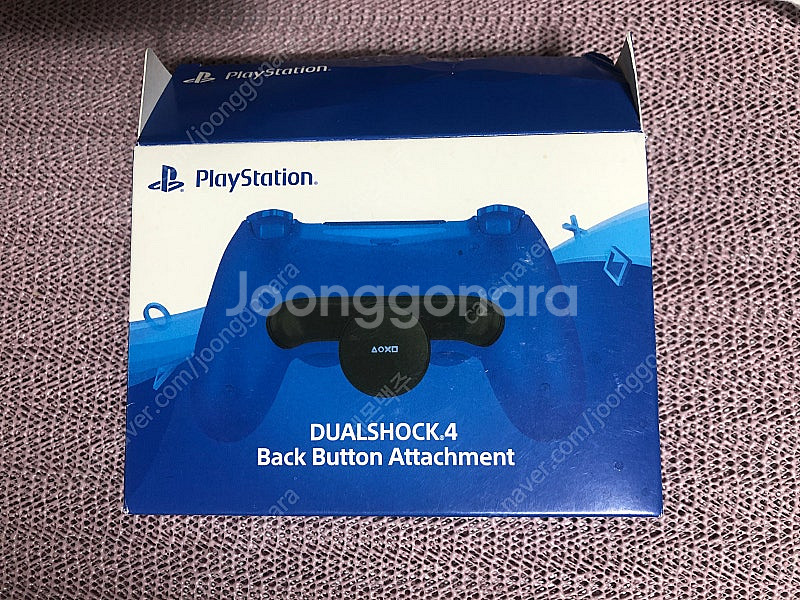 PlayStation.
PlayStation.
Joonggonara
DUALSHOCK®4
Back Button Attachment